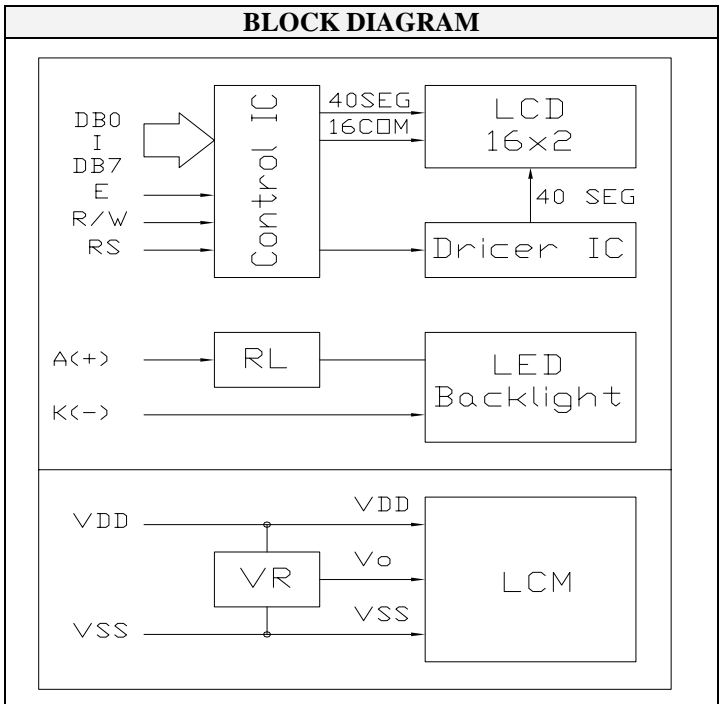 BLOCK DIAGRAM
DB0
I
DB7
E
R/W
RS
Control IC
40SEG
16COM
LCD
16x2
40 SEG
Dricer IC
A(+)
K(-)
RL
LED
Backlight
VDD
VSS
VR
VDD
Vo
VSS
LCM